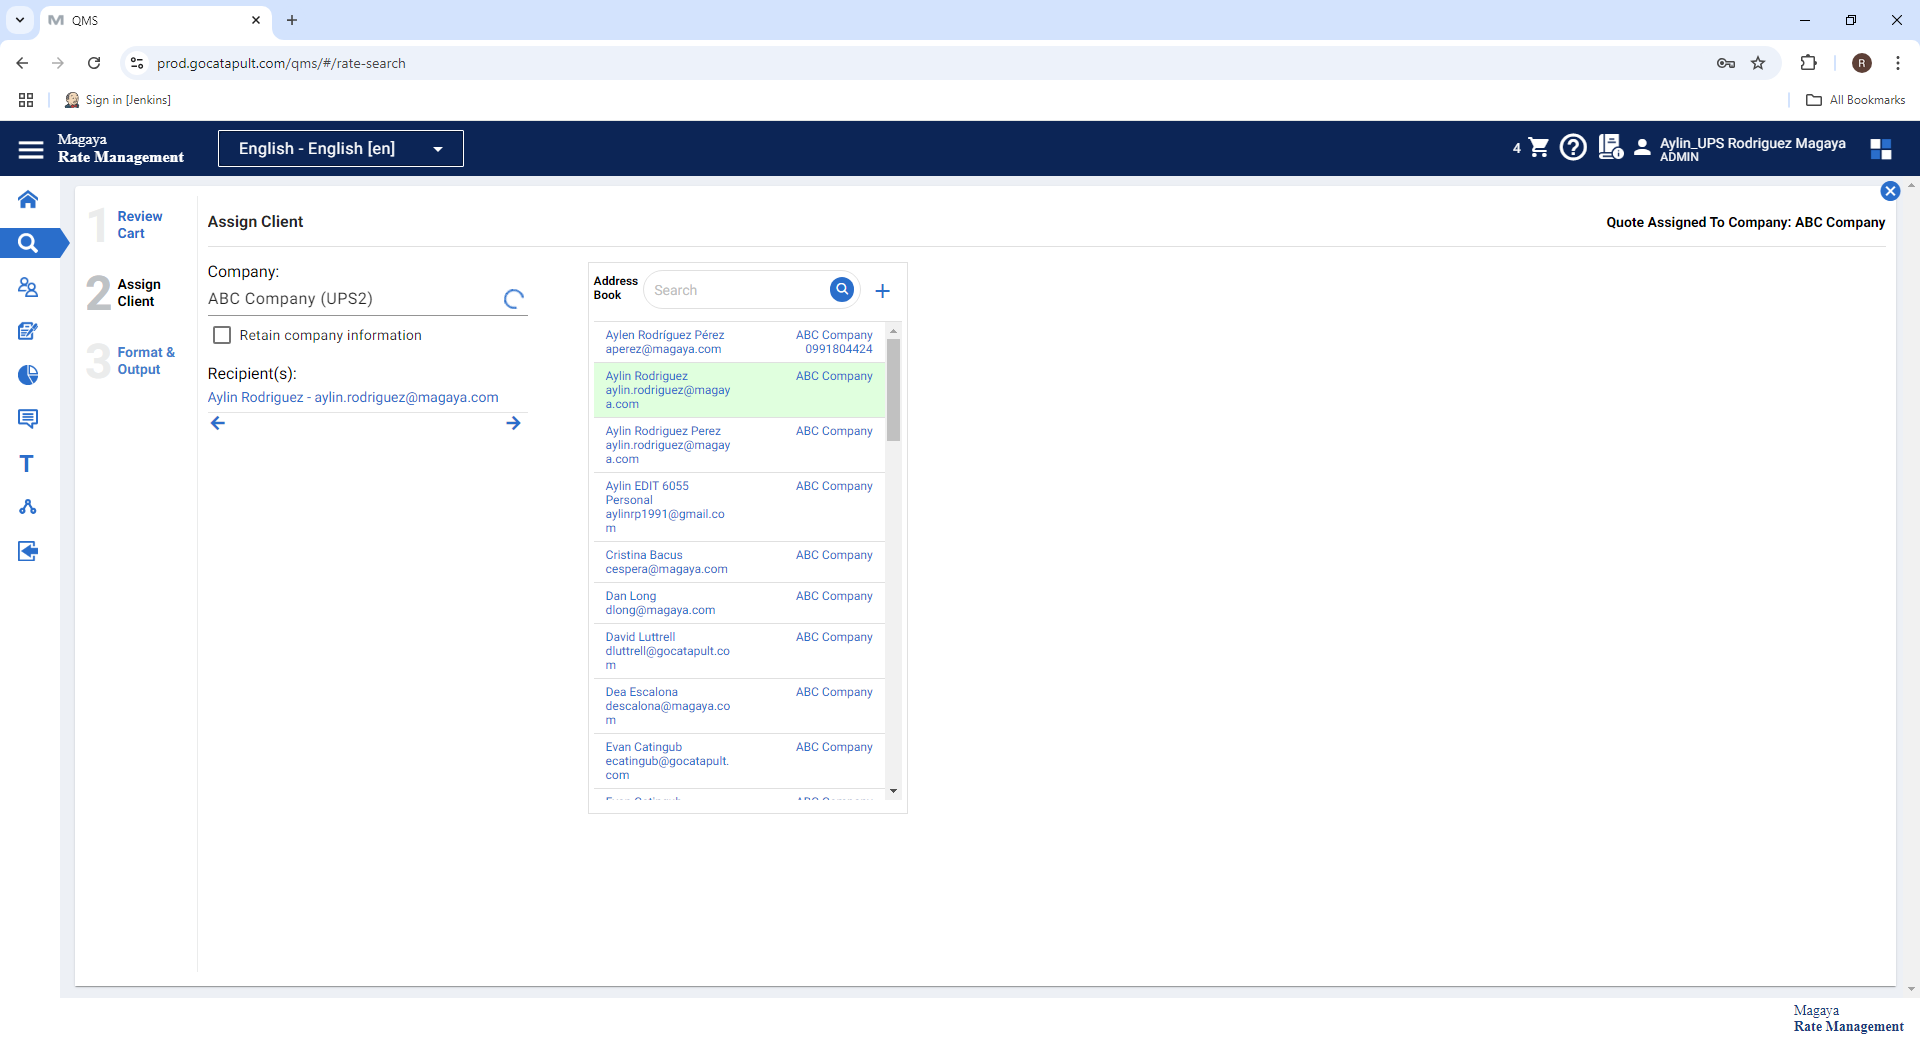 QMS
prod.gocatapult.com/qms/#/rate-search
R
Sign in [Jenkins]
All Bookmarks
Magaya
Rate Management
English - English [en]
4
Aylin_UPS Rodriguez Magaya
ADMIN
1
Review
Cart
2
Assign
Client
3
Format &
Output
Assign Client
Quote Assigned To Company: ABC Company
Company:
ABC Company (UPS2)
Retain company information
Recipient(s):
Aylin Rodriguez - aylin.rodriguez@magaya.com
Address
Book
Search
Aylen Rodríguez Pérez ABC Company
aperez@magaya.com 0991804424
Aylin Rodriguez ABC Company
aylin.rodriguez@magay
a.com
Aylin Rodriguez Perez ABC Company
aylin.rodriguez@magay
a.com
Aylin EDIT 6055 ABC Company
Personal
aylinrp1991@gmail.co
m
Cristina Bacus ABC Company
cespera@magaya.com
Dan Long ABC Company
dlong@magaya.com
David Luttrell ABC Company
dluttrell@gocatapult.co
m
Dea Escalona ABC Company
descalona@magaya.co
m
Evan Catingub ABC Company
ecatingub@gocatapult.
com
T
Magaya
Rate Management